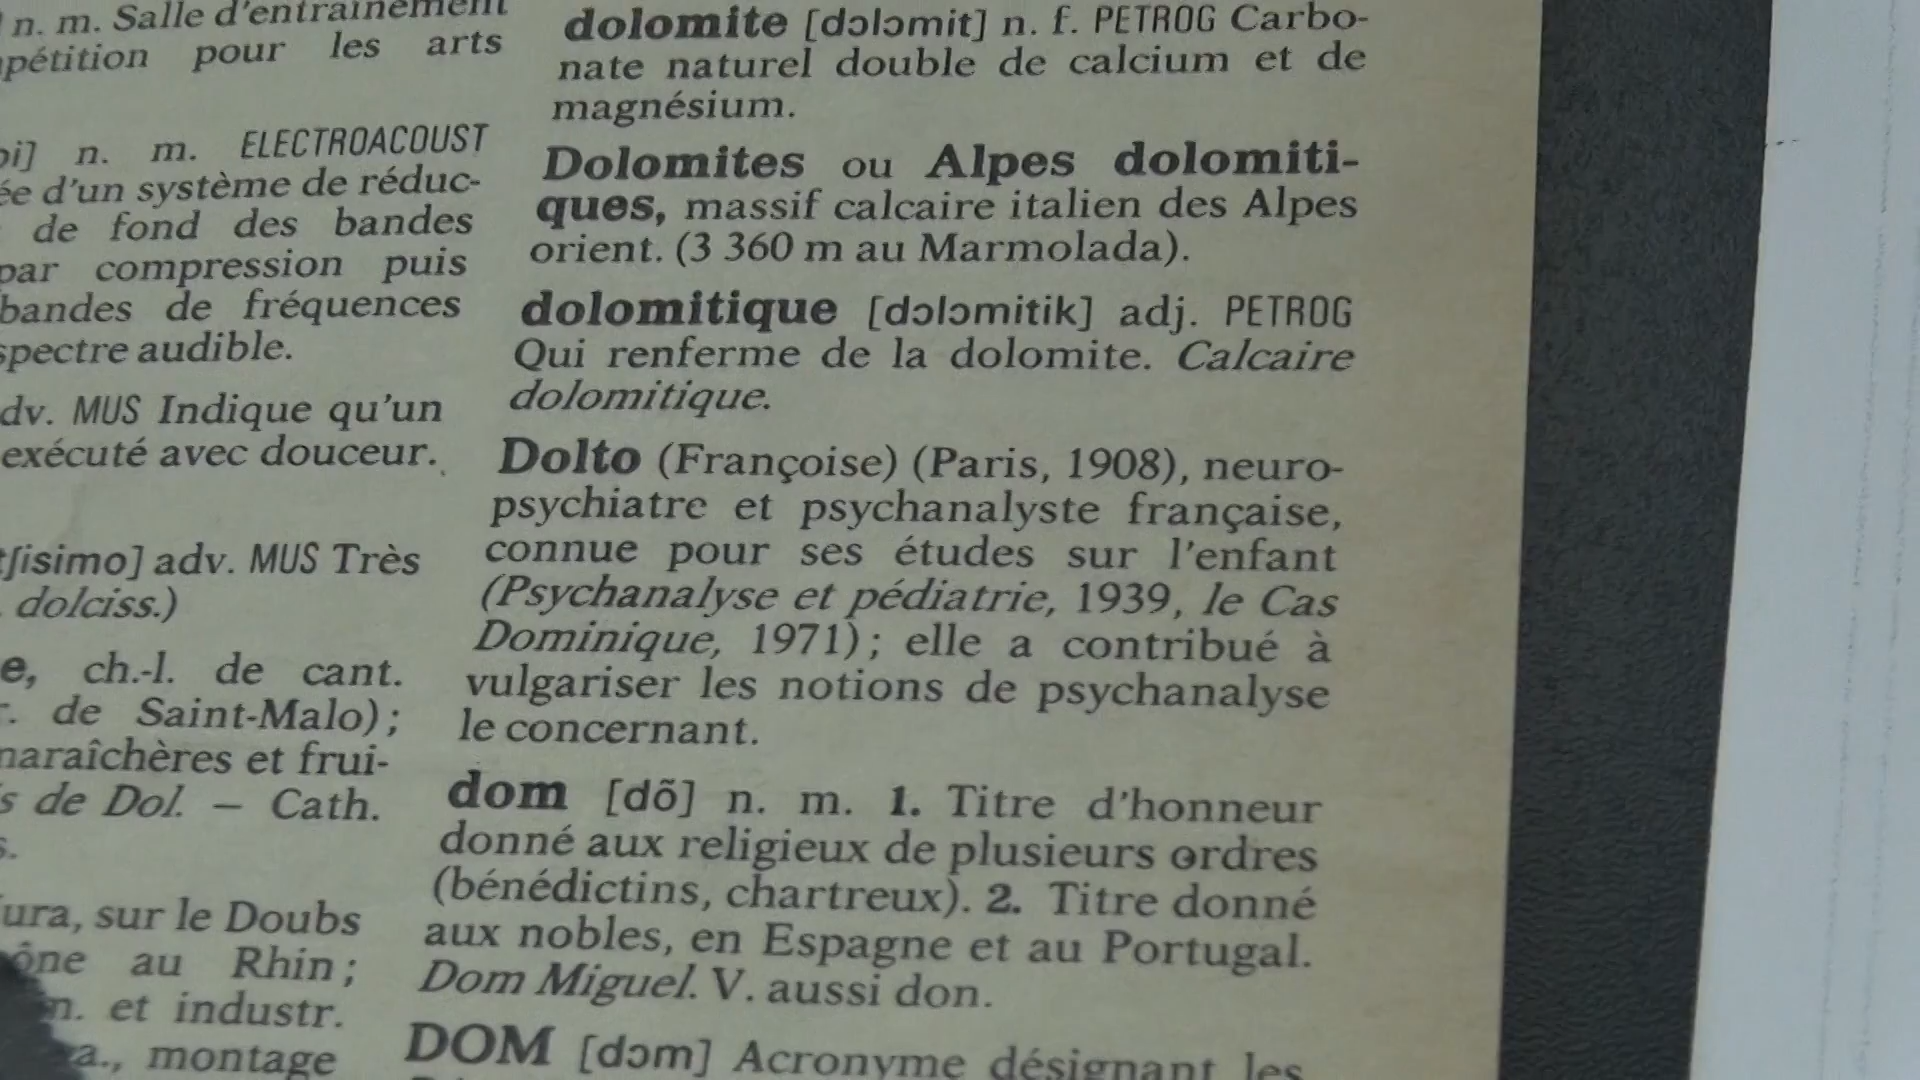 n. m. Salle d'entraînement
pétition pour les arts
n. m. ELECTROACOUST
d'un système de réduc-
de fond des bandes
par compression puis
bandes de fréquences
spectre audible.
dv. MUS Indique qu'un
exécuté avec douceur.
tʃisimo] adv. MUS Très
dolciss.)
e, ch.-l. de cant.
de Saint-Malo) ;
maraîchères et frui-
s de Dol. — Cath.
s.
ura, sur le Doubs
ône au Rhin ;
n. et industr.
a., montage
dolomite [dɔlɔmit] n. f. PETROG Carbo-
nate naturel double de calcium et de
magnésium.
Dolomites ou Alpes dolomiti-
ques, massif calcaire italien des Alpes
orient. (3 360 m au Marmolada).
dolomitique [dɔlɔmitik] adj. PETROG
Qui renferme de la dolomite. Calcaire
dolomitique.
Dolto (Françoise) (Paris, 1908), neuro-
psychiatre et psychanalyste française,
connue pour ses études sur l'enfant
(Psychanalyse et pédiatrie, 1939, le Cas
Dominique, 1971) ; elle a contribué à
vulgariser les notions de psychanalyse
le concernant.
dom [dõ] n. m. 1. Titre d'honneur
donné aux religieux de plusieurs ordres
(bénédictins, chartreux). 2. Titre donné
aux nobles, en Espagne et au Portugal.
Dom Miguel. V. aussi don.
DOM [dɔm] Acronyme désignant les